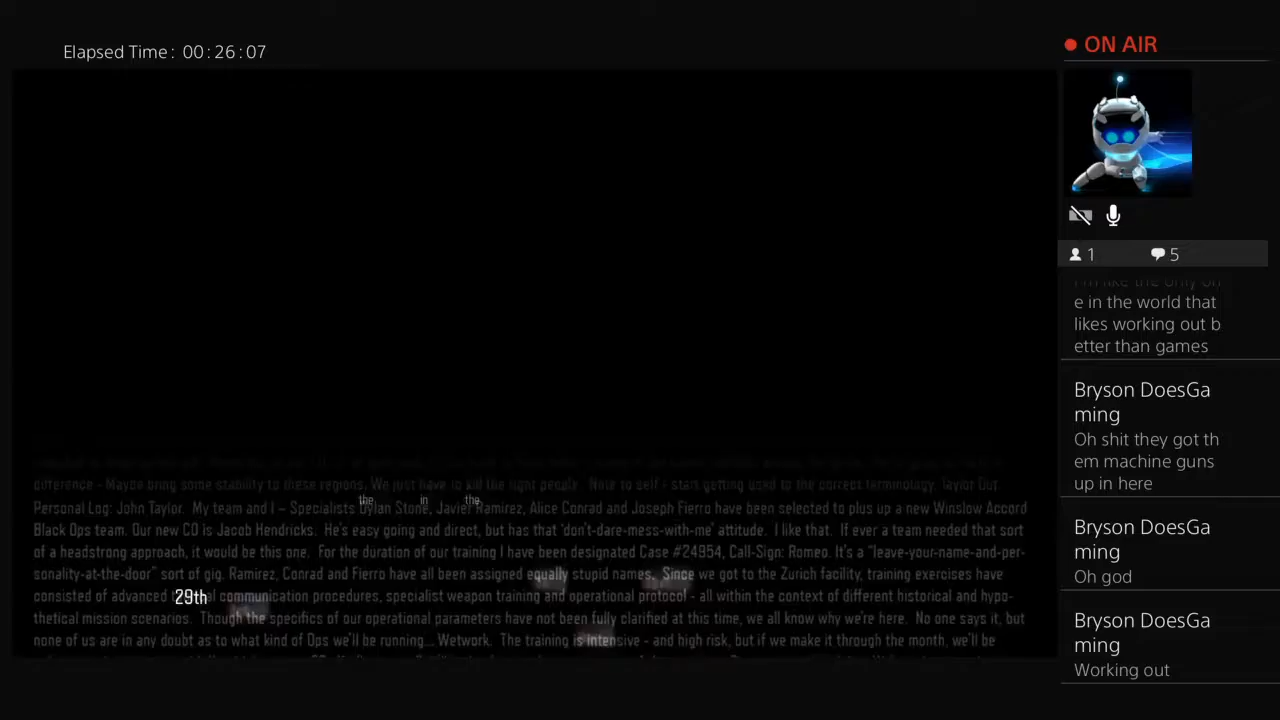 Elapsed Time: 00:26:07
ON AIR
1
5
e in the world that
likes working out b
etter than games
Bryson DoesGa
ming
Oh shit they got th
em machine guns
up in here
Bryson DoesGa
ming
Oh god
Bryson DoesGa
ming
Working out
difference - Maybe bring some stability to these regions. We just have to kill the right people. Note to self - start getting used to the correct terminology. Taylor Out.
the in the
Personal Log: John Taylor. My team and I – Specialists Dylan Stone, Javier Ramirez, Alice Conrad and Joseph Fierro have been selected to plus up a new Winslow Accord
Black Ops team. Our new CO is Jacob Hendricks. He's easy going and direct, but has that 'don't-dare-mess-with-me' attitude. I like that. If ever a team needed that sort
of a headstrong approach, it would be this one. For the duration of our training I have been designated Case #24954, Call-Sign: Romeo. It's a "leave-your-name-and-per-
sonality-at-the-door" sort of gig. Ramirez, Conrad and Fierro have all been assigned equally stupid names. Since we got to the Zurich facility, training exercises have
consisted of advanced communication procedures, specialist weapon training and operational protocol - all within the context of different historical and hypo-
29th
thetical mission scenarios. Though the specifics of our operational parameters have not been fully clarified at this time, we all know why we're here. No one says it, but
none of us are in any doubt as to what kind of Ops we'll be running... Wetwork. The training is intensive - and high risk, but if we make it through the month, we'll be